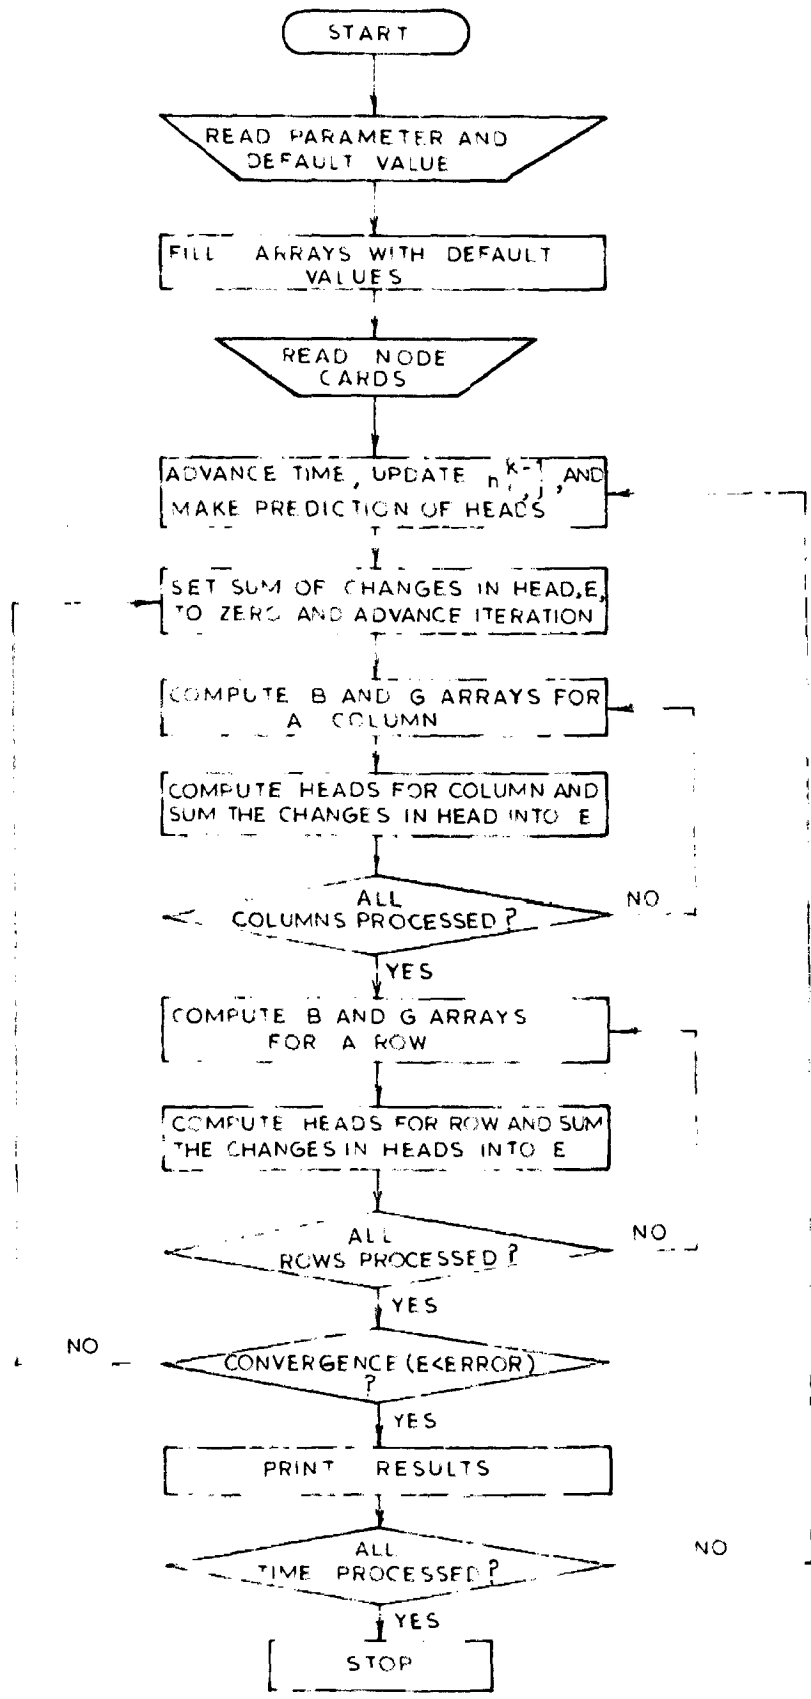 START
READ PARAMETER AND
DEFAULT VALUE
FILL ARRAYS WITH DEFAULT
VALUES
READ NODE
CARDS
ADVANCE TIME, UPDATE h i,j k-1, AND
MAKE PREDICTION OF HEADS
SET SUM OF CHANGES IN HEAD,E,
TO ZERO AND ADVANCE ITERATION
COMPUTE B AND G ARRAYS FOR
A COLUMN
COMPUTE HEADS FOR COLUMN AND
SUM THE CHANGES IN HEAD INTO E
ALL
COLUMNS PROCESSED?
NO
YES
COMPUTE B AND G ARRAYS
FOR A ROW
COMPUTE HEADS FOR ROW AND SUM
THE CHANGES IN HEADS INTO E
ALL
ROWS PROCESSED?
NO
YES
CONVERGENCE (E<ERROR)
?
NO
YES
PRINT RESULTS
ALL
TIME PROCESSED?
NO
YES
STOP